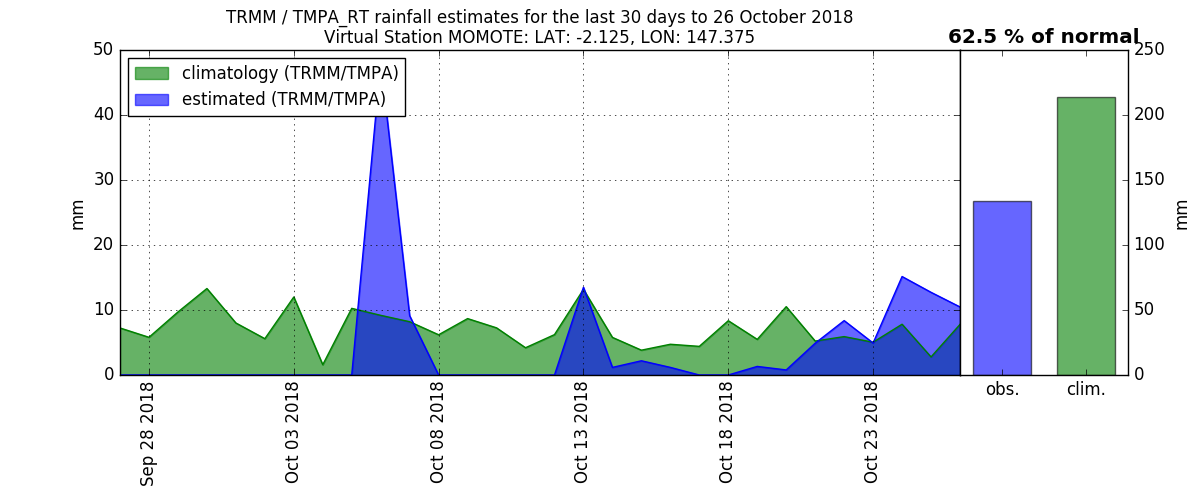 TRMM / TMPA_RT rainfall estimates for the last 30 days to 26 October 2018
Virtual Station MOMOTE: LAT: -2.125, LON: 147.375
62.5 % of normal
climatology (TRMM/TMPA)
estimated (TRMM/TMPA)
50
40
30
20
10
0
mm
Sep 28 2018
Oct 03 2018
Oct 08 2018
Oct 13 2018
Oct 18 2018
Oct 23 2018
obs.
clim.
250
200
150
100
50
0
mm